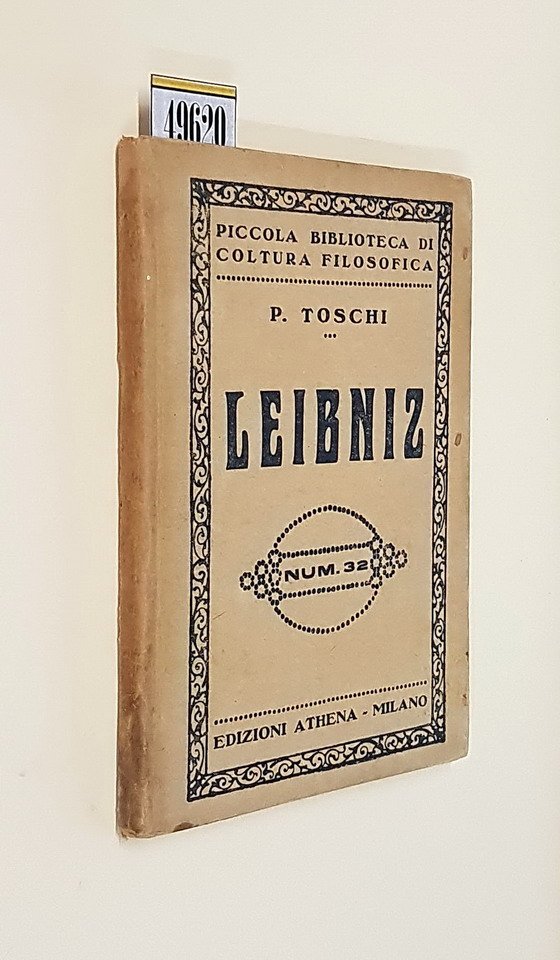 49620
PICCOLA BIBLIOTECA DI
COLTURA FILOSOFICA
P. TOSCHI
LEIBNIZ
NUM. 32
EDIZIONI ATHENA - MILANO